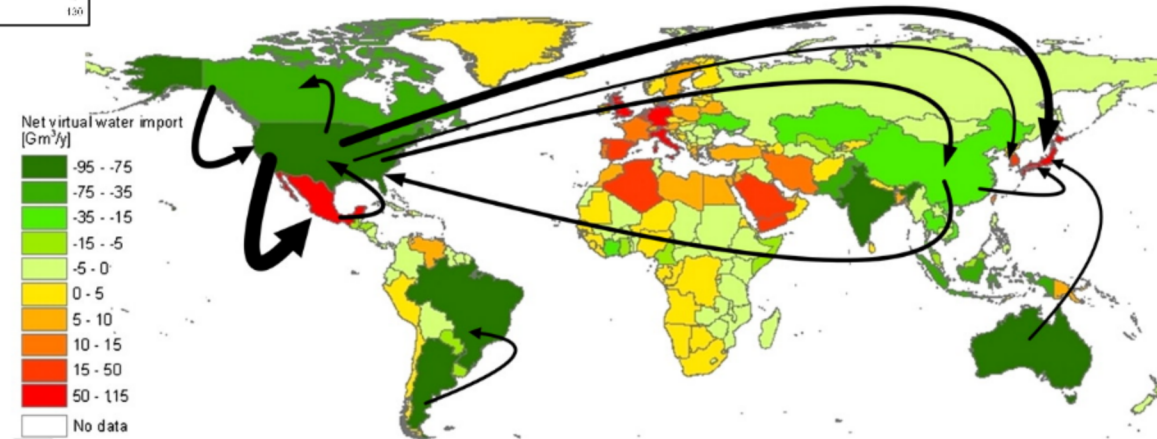 130
Net virtual water import
[Gm³/y]
-95 - -75
-75 - -35
-35 - -15
-15 - -5
-5 - 0
0 - 5
5 - 10
10 - 15
15 - 50
50 - 115
No data